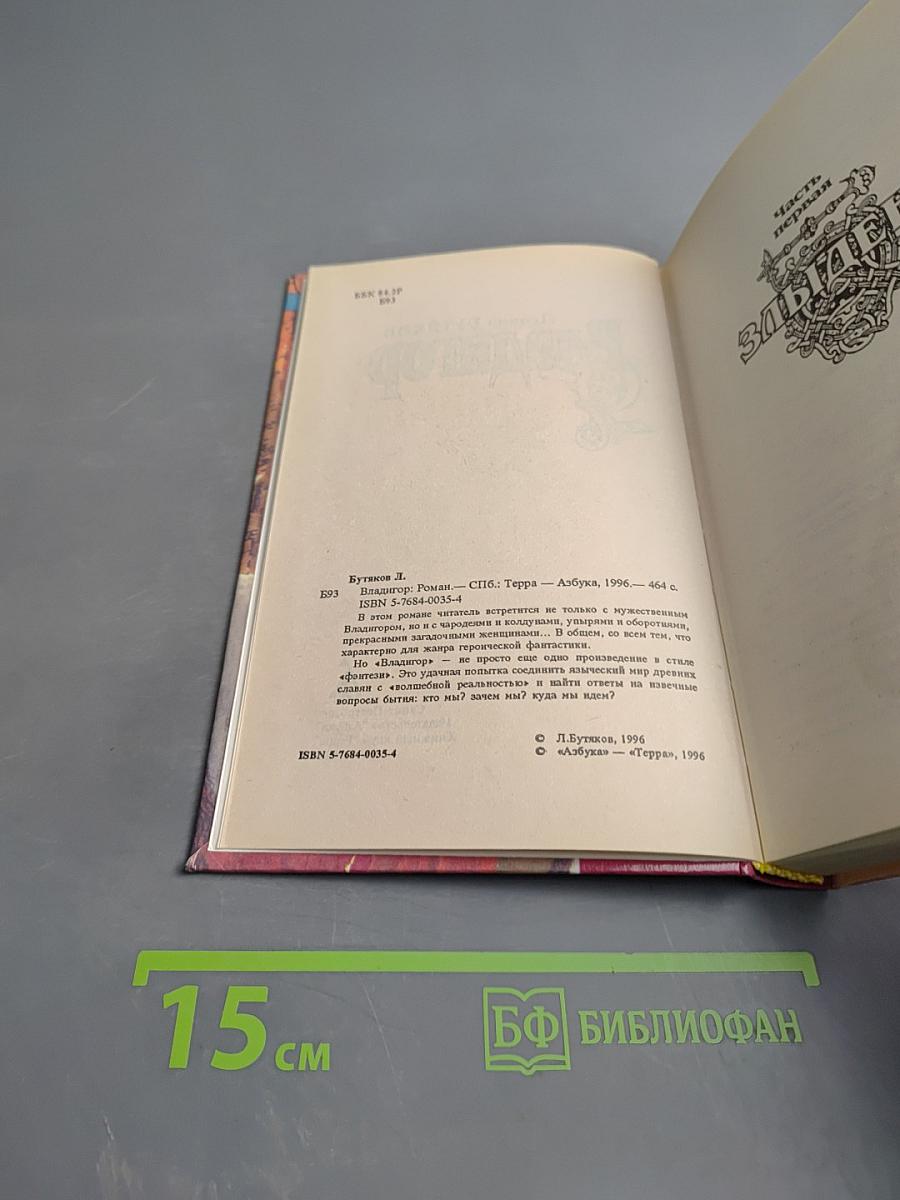 ББК 84.3Р
Б93
Бутяков Л.
Б93 Владигор: Роман.— СПб.: Терра — Азбука, 1996.— 464 с.
ISBN 5-7684-0035-4
В этом романе читатель встретится не только с мужественным
Владигором, но и с чародеями и колдунами, упырями и оборотнями,
прекрасными загадочными женщинами... В общем, со всем тем, что
характерно для жанра героической фантастики.
Но «Владигор» — не просто еще одно произведение в стиле
«фэнтези». Это удачная попытка соединить языческий мир древних
славян с «волшебной реальностью» и найти ответы на извечные
вопросы бытия: кто мы? зачем мы? куда мы идем?
© Л.Бутяков, 1996
ISBN 5-7684-0035-4 © «Азбука» — «Терра», 1996
часть
первая
15 см БФ БИБЛИОФАН